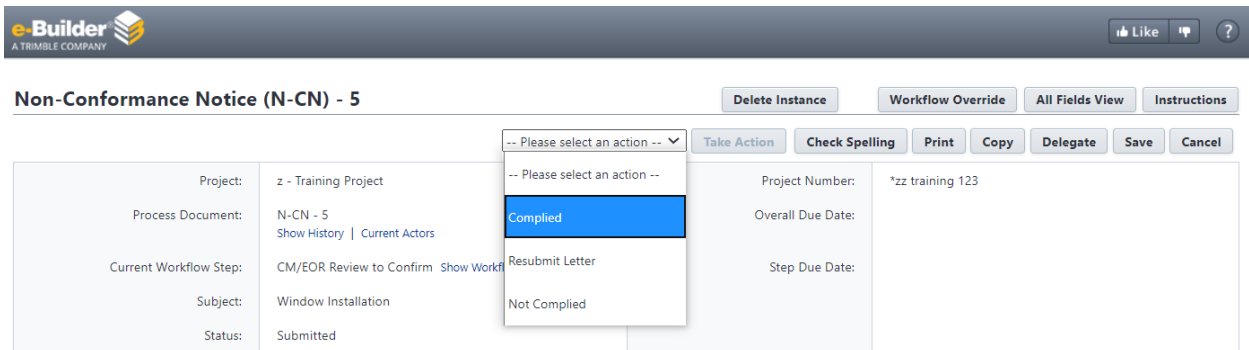 e-Builder
A TRIMBLE COMPANY
Like
?
Non-Conformance Notice (N-CN) - 5
Delete Instance
Workflow Override
All Fields View
Instructions
-- Please select an action --
Take Action
Check Spelling
Print
Copy
Delegate
Save
Cancel
-- Please select an action --
Complied
Resubmit Letter
Not Complied
Project: z - Training Project
Project Number: *zz training 123
Process Document: N-CN - 5
Show History | Current Actors
Overall Due Date:
Current Workflow Step: CM/EOR Review to Confirm Show Workfl
Step Due Date:
Subject: Window Installation
Status: Submitted